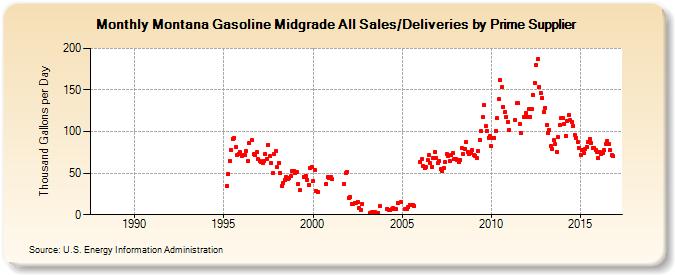 Monthly Montana Gasoline Midgrade All Sales/Deliveries by Prime Supplier
Thousand Gallons per Day
200
150
100
50
0
1990 1995 2000 2005 2010 2015
Source: U.S. Energy Information Administration